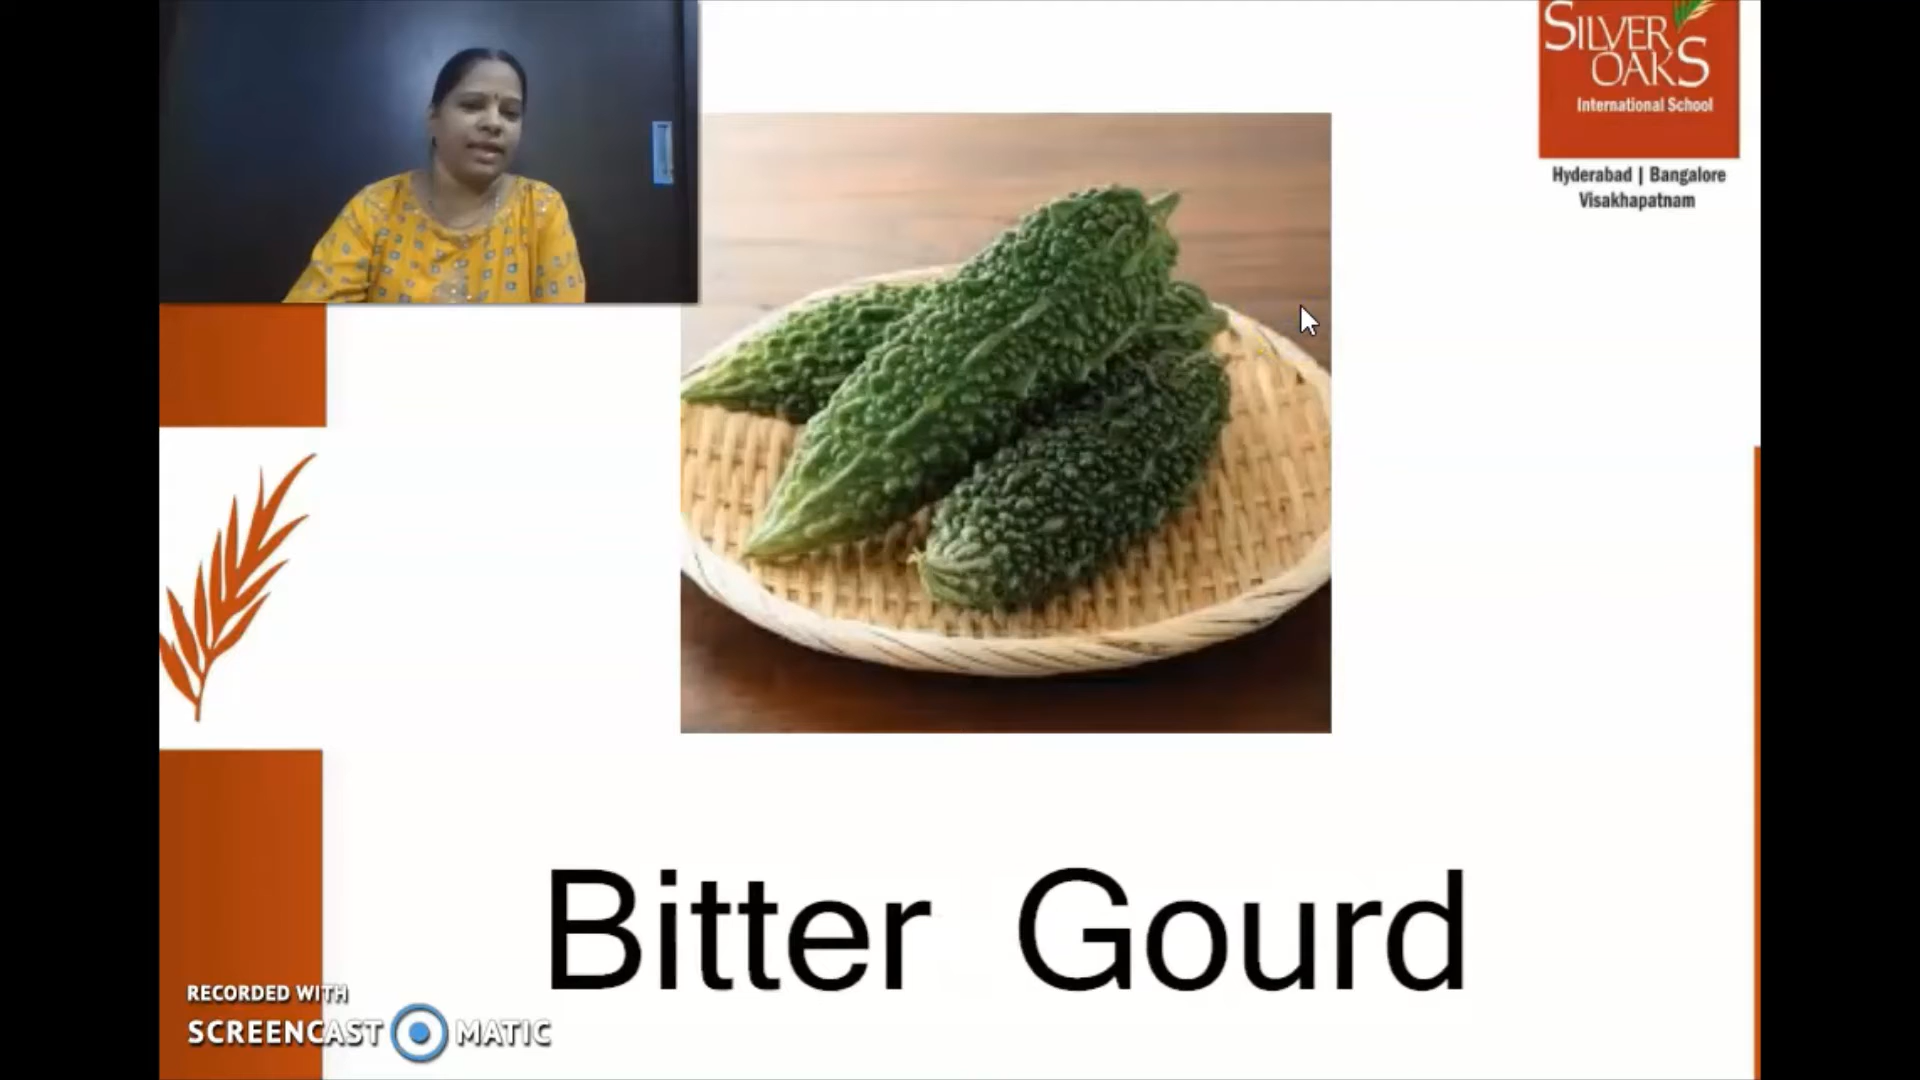 SILVER
OAKS
International School
Hyderabad | Bangalore
Visakhapatnam
Bitter Gourd
RECORDED WITH
SCREENCAST MATIC